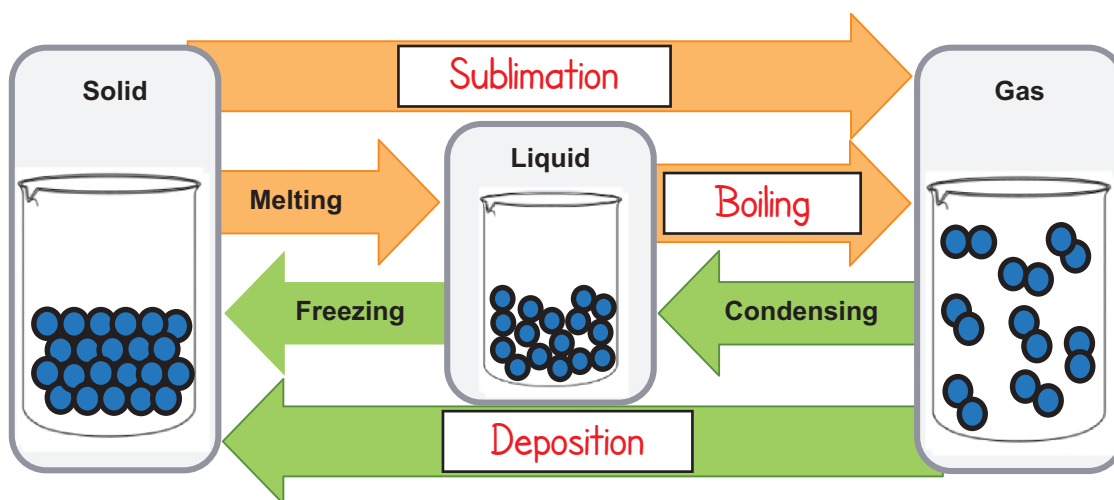 Sublimation
Solid
Gas
Liquid
Melting
Boiling
Freezing
Condensing
Deposition